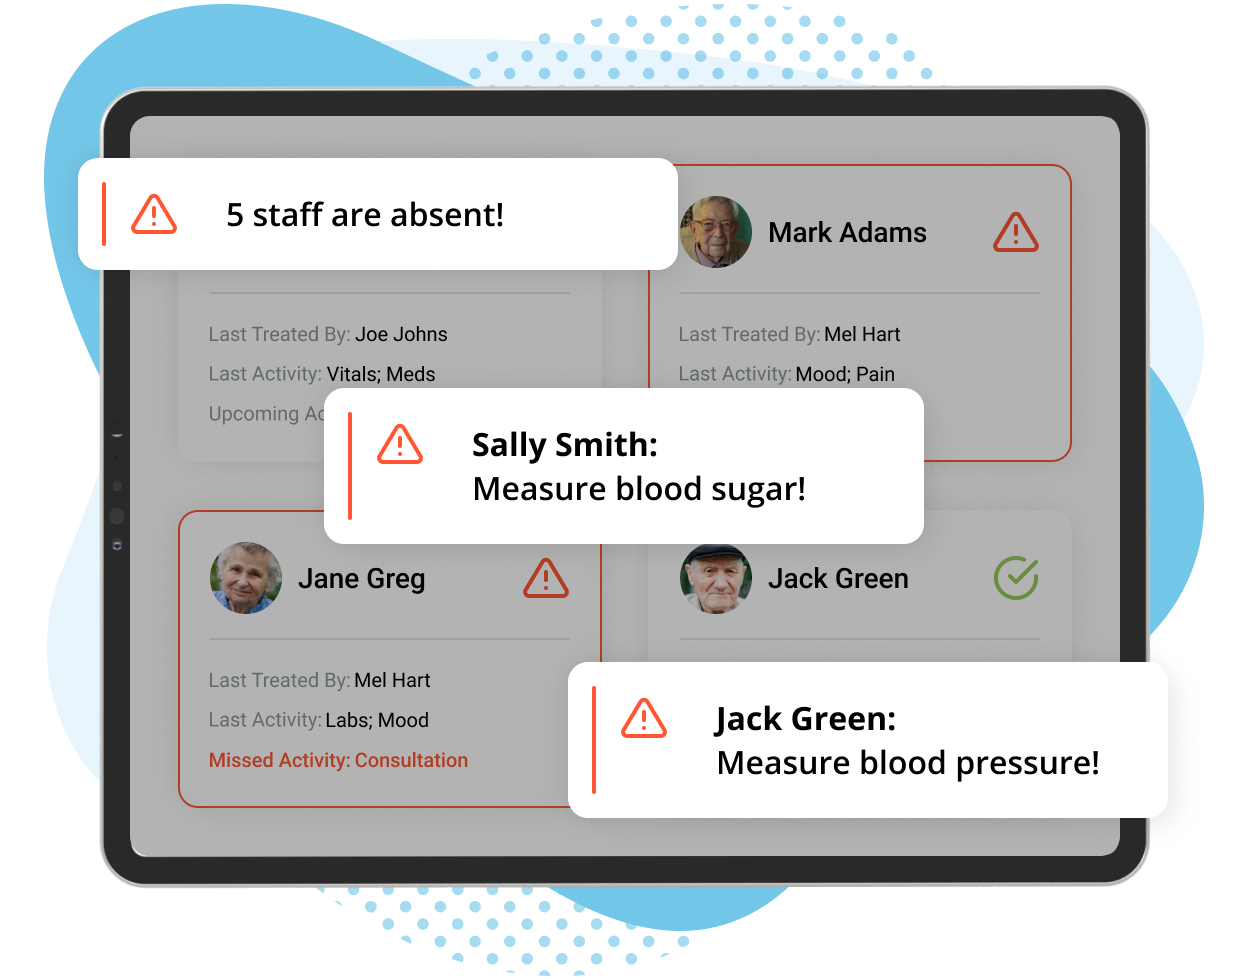 5 staff are absent!
Mark Adams
Last Treated By: Joe Johns
Last Activity: Vitals; Meds
Upcoming
Last Treated By: Mel Hart
Last Activity: Mood; Pain
Sally Smith:
Measure blood sugar!
Jane Greg
Last Treated By: Mel Hart
Last Activity: Labs; Mood
Missed Activity: Consultation
Jack Green
Jack Green:
Measure blood pressure!